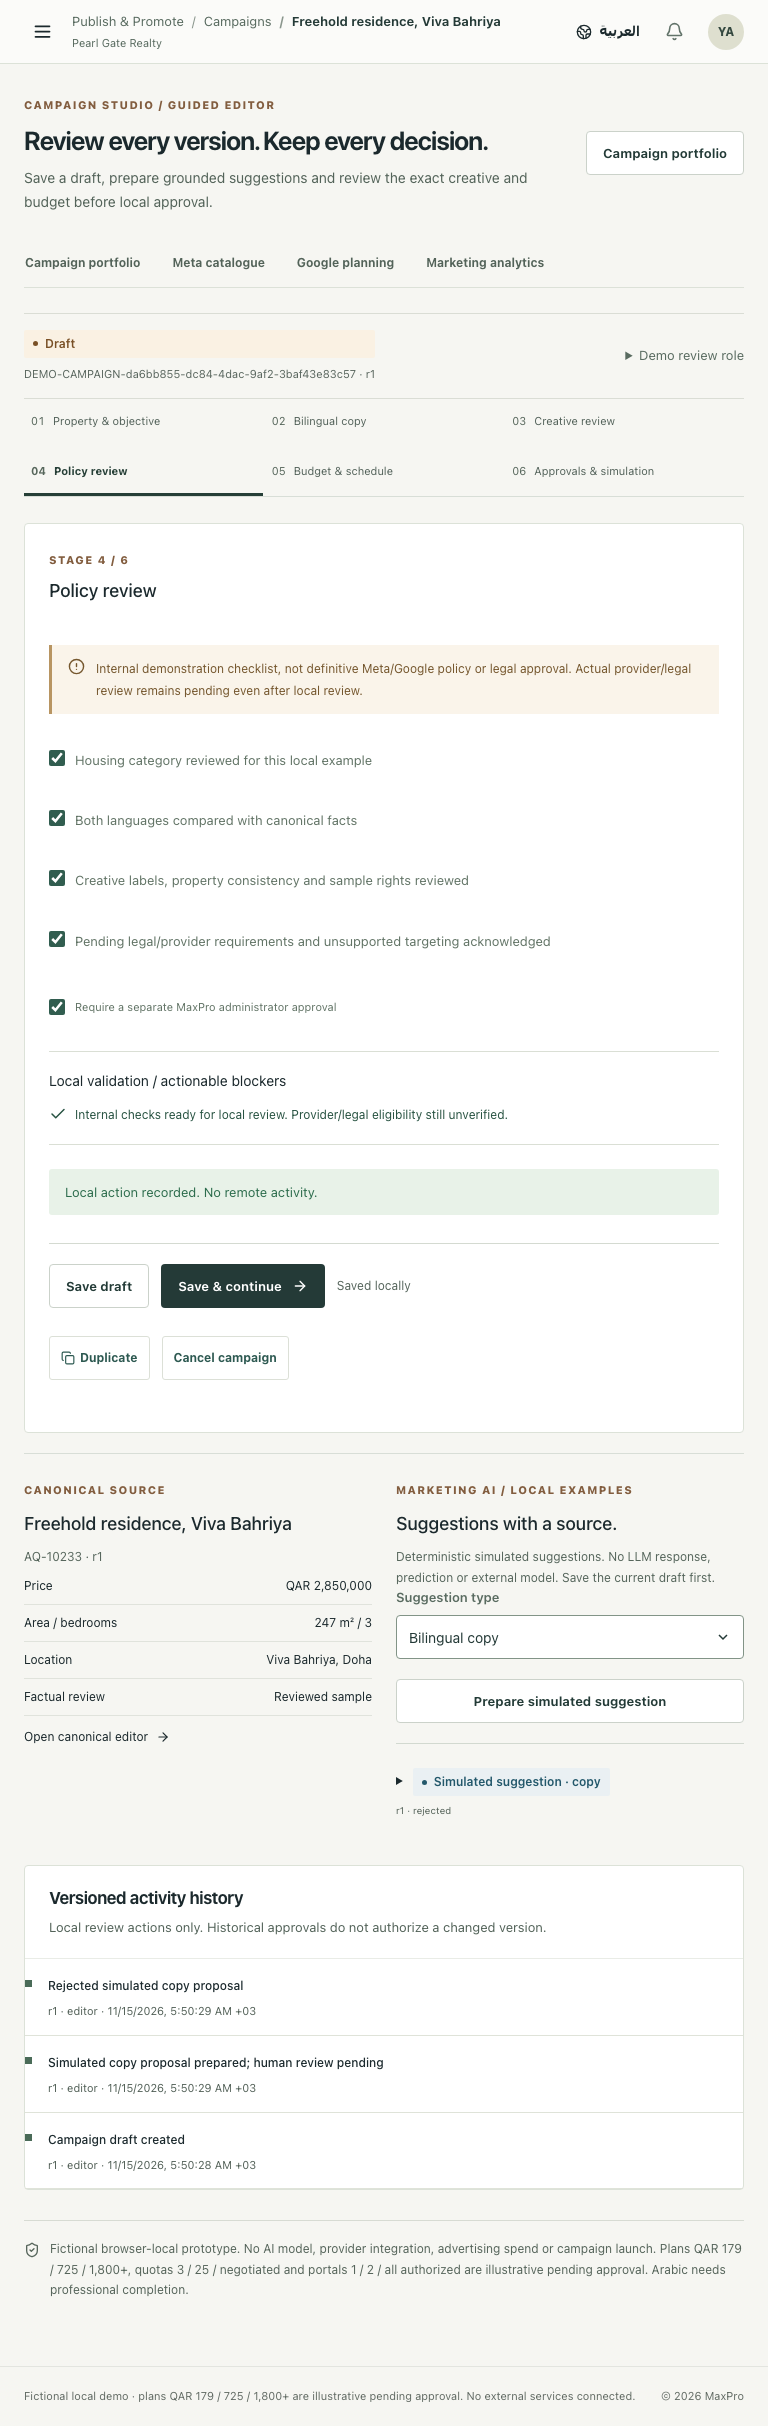 Publish & Promote / Campaigns / Freehold residence, Viva Bahriya
Pearl Gate Realty
العربية
YA
CAMPAIGN STUDIO / GUIDED EDITOR
Review every version. Keep every decision.
Save a draft, prepare grounded suggestions and review the exact creative and
budget before local approval.
Campaign portfolio
Campaign portfolio
Meta catalogue
Google planning
Marketing analytics
Draft
DEMO-CAMPAIGN-da6bb855-dc84-4dac-9af2-3baf43e83c57 · r1
Demo review role
01 Property & objective
02 Bilingual copy
03 Creative review
04 Policy review
05 Budget & schedule
06 Approvals & simulation
STAGE 4 / 6
Policy review
Internal demonstration checklist, not definitive Meta/Google policy or legal approval. Actual provider/legal
review remains pending even after local review.
Housing category reviewed for this local example
Both languages compared with canonical facts
Creative labels, property consistency and sample rights reviewed
Pending legal/provider requirements and unsupported targeting acknowledged
Require a separate MaxPro administrator approval
Local validation / actionable blockers
Internal checks ready for local review. Provider/legal eligibility still unverified.
Local action recorded. No remote activity.
Save draft
Save & continue
Saved locally
Duplicate
Cancel campaign
CANONICAL SOURCE
Freehold residence, Viva Bahriya
AQ-10233 · r1
Price QAR 2,850,000
Area / bedrooms 247 m² / 3
Location Viva Bahriya, Doha
Factual review Reviewed sample
Open canonical editor
MARKETING AI / LOCAL EXAMPLES
Suggestions with a source.
Deterministic simulated suggestions. No LLM response,
prediction or external model. Save the current draft first.
Suggestion type
Bilingual copy
Prepare simulated suggestion
Simulated suggestion · copy
r1 · rejected
Versioned activity history
Local review actions only. Historical approvals do not authorize a changed version.
Rejected simulated copy proposal
r1 · editor · 11/15/2026, 5:50:29 AM +03
Simulated copy proposal prepared; human review pending
r1 · editor · 11/15/2026, 5:50:29 AM +03
Campaign draft created
r1 · editor · 11/15/2026, 5:50:28 AM +03
Fictional browser-local prototype. No AI model, provider integration, advertising spend or campaign launch. Plans QAR 179
/ 725 / 1,800+, quotas 3 / 25 / negotiated and portals 1 / 2 / all authorized are illustrative pending approval. Arabic needs
professional completion.
Fictional local demo · plans QAR 179 / 725 / 1,800+ are illustrative pending approval. No external services connected.
© 2026 MaxPro